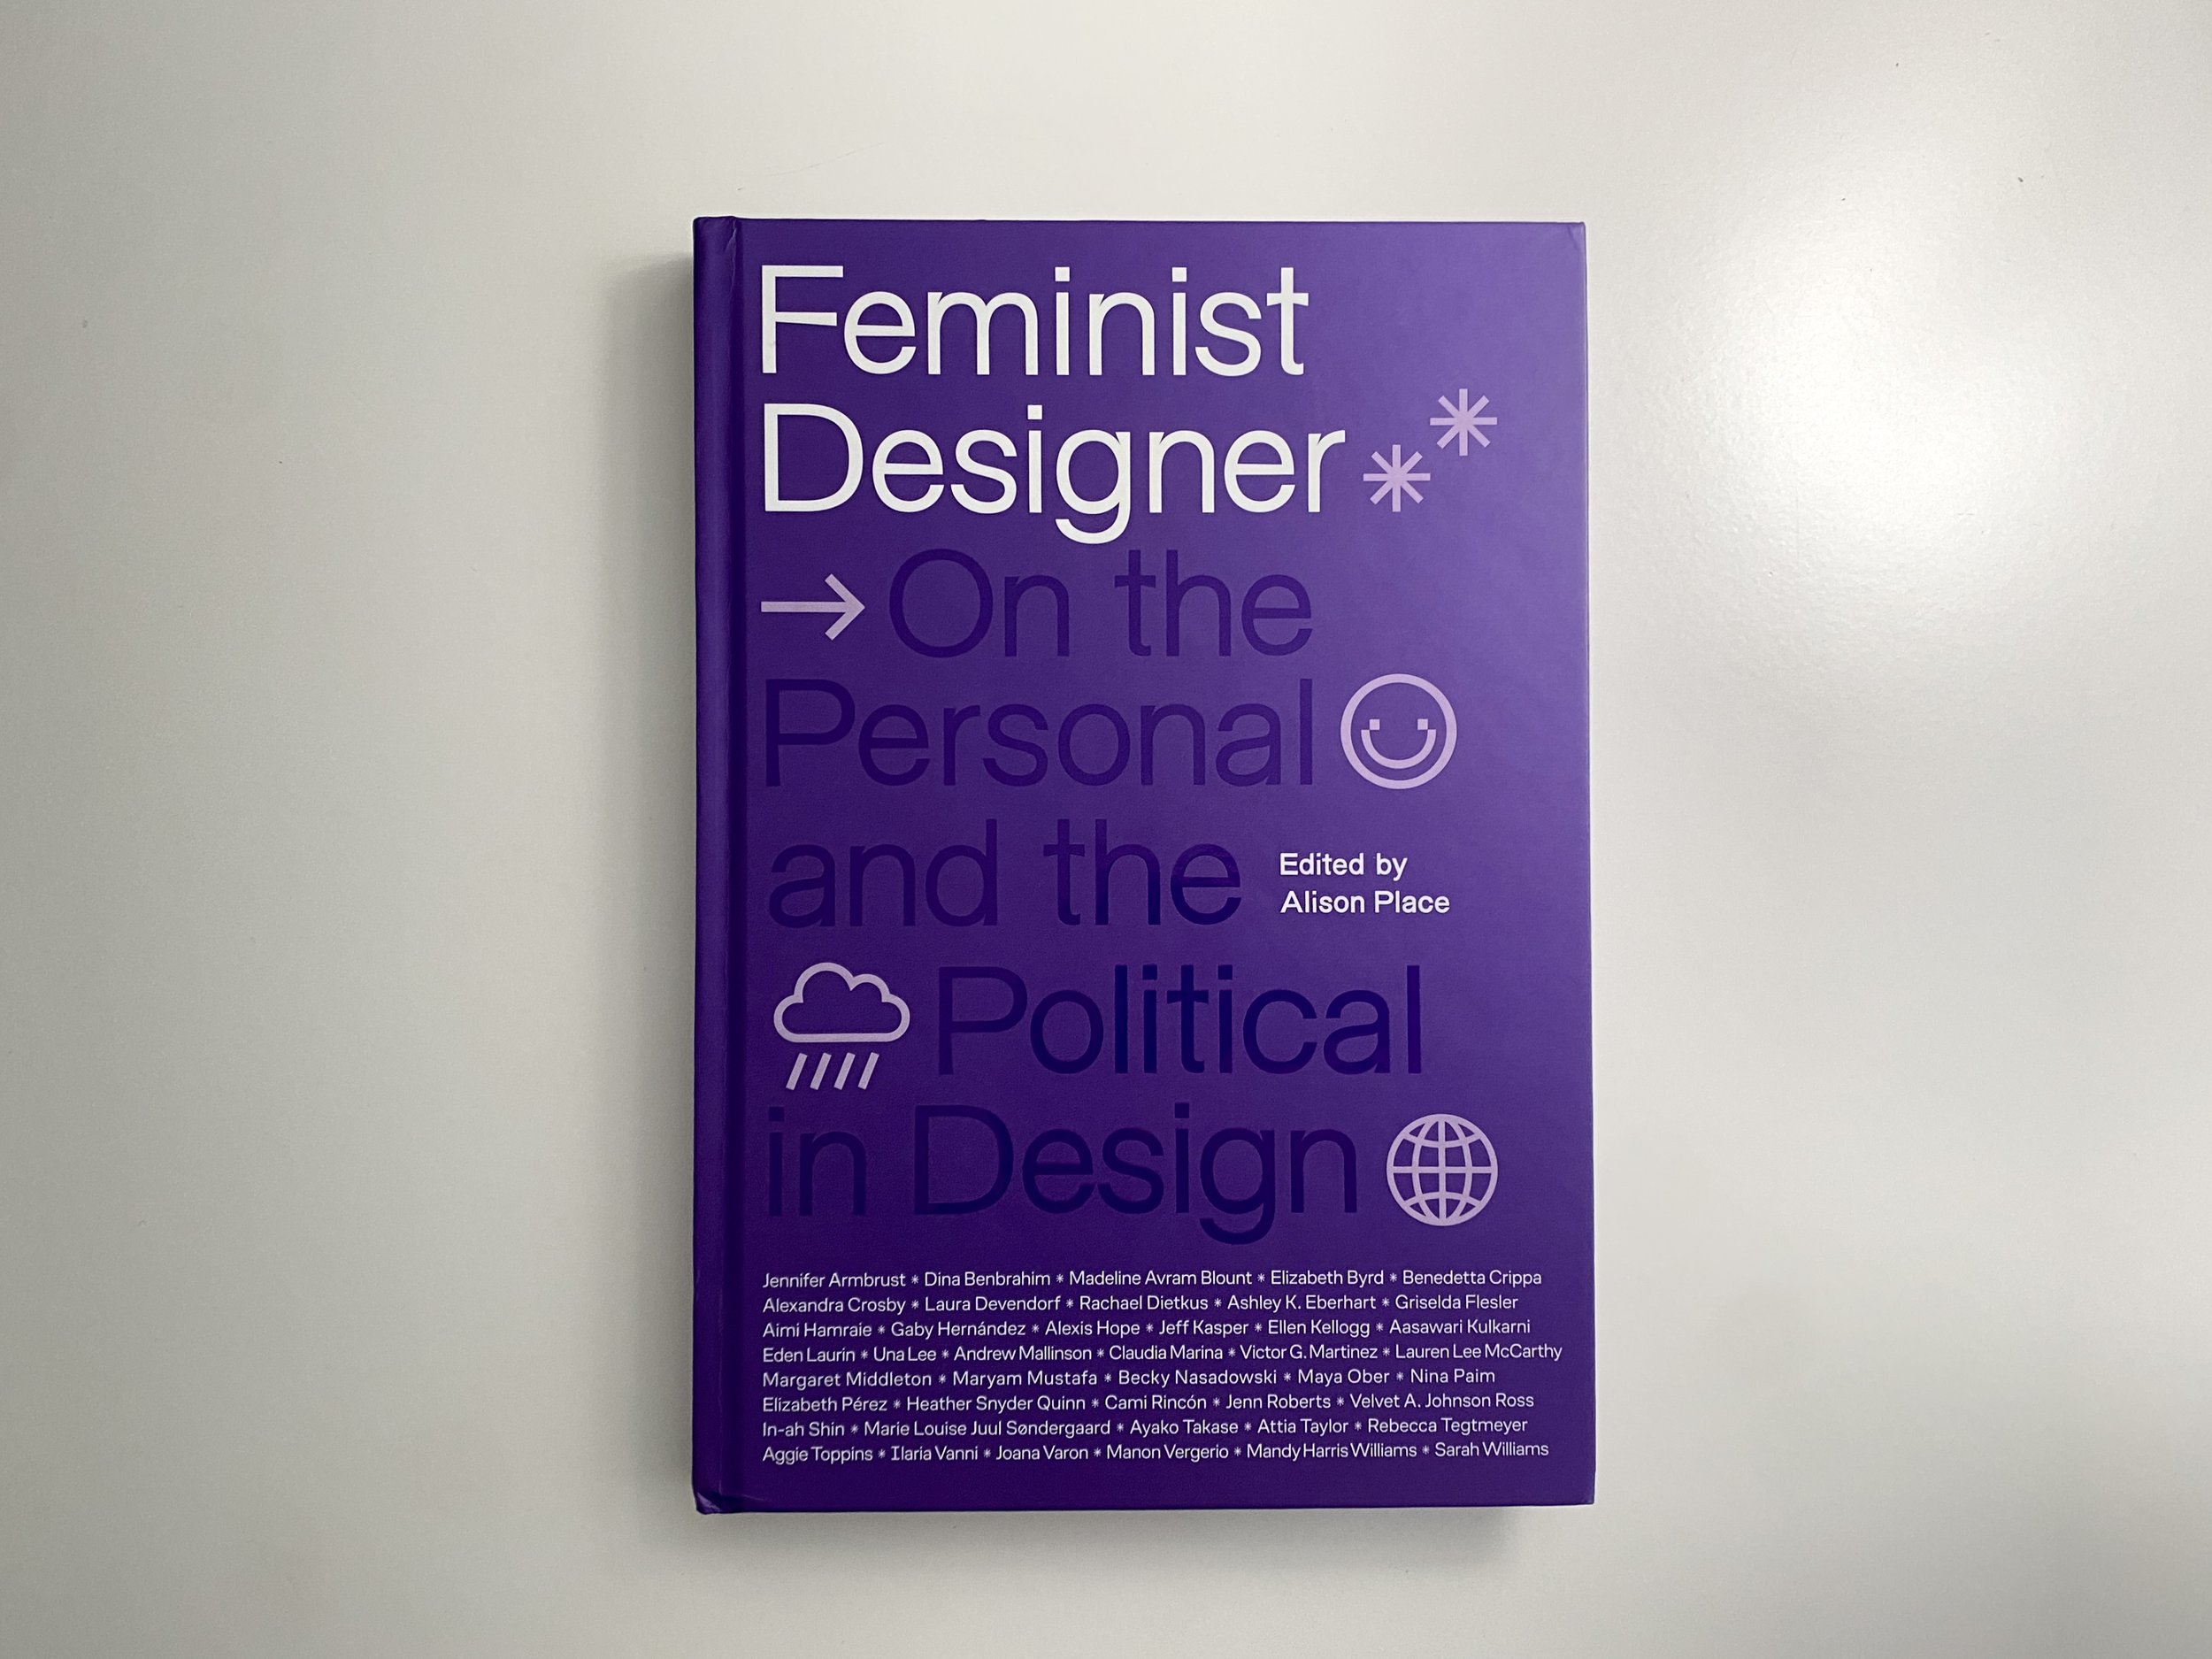 Feminist
Designer
On the
Personal
and the
Edited by
Alison Place
Political
in Design
Jennifer Armbrust * Dina Benbrahim * Madeline Avram Blount * Elizabeth Byrd * Benedetta Crippa
Alexandra Crosby * Laura Devendorf * Rachael Dietkus * Ashley K. Eberhart * Griselda Flesler
Aimi Hamraie * Gaby Hernández * Alexis Hope * Jeff Kasper * Ellen Kellogg * Aasawari Kulkarni
Eden Laurin * Una Lee * Andrew Mallinson * Claudia Marina * Victor G. Martinez * Lauren Lee McCarthy
Margaret Middleton * Maryam Mustafa * Becky Nasadowski * Maya Ober * Nina Paim
Elizabeth Pérez * Heather Snyder Quinn * Cami Rincón * Jenn Roberts * Velvet A. Johnson Ross
In-ah Shin * Marie Louise Juul Søndergaard * Ayako Takase * Attia Taylor * Rebecca Tegtmeyer
Aggie Toppins * Ilaria Vanni * Joana Varon * Manon Vergerio * Mandy Harris Williams * Sarah Williams